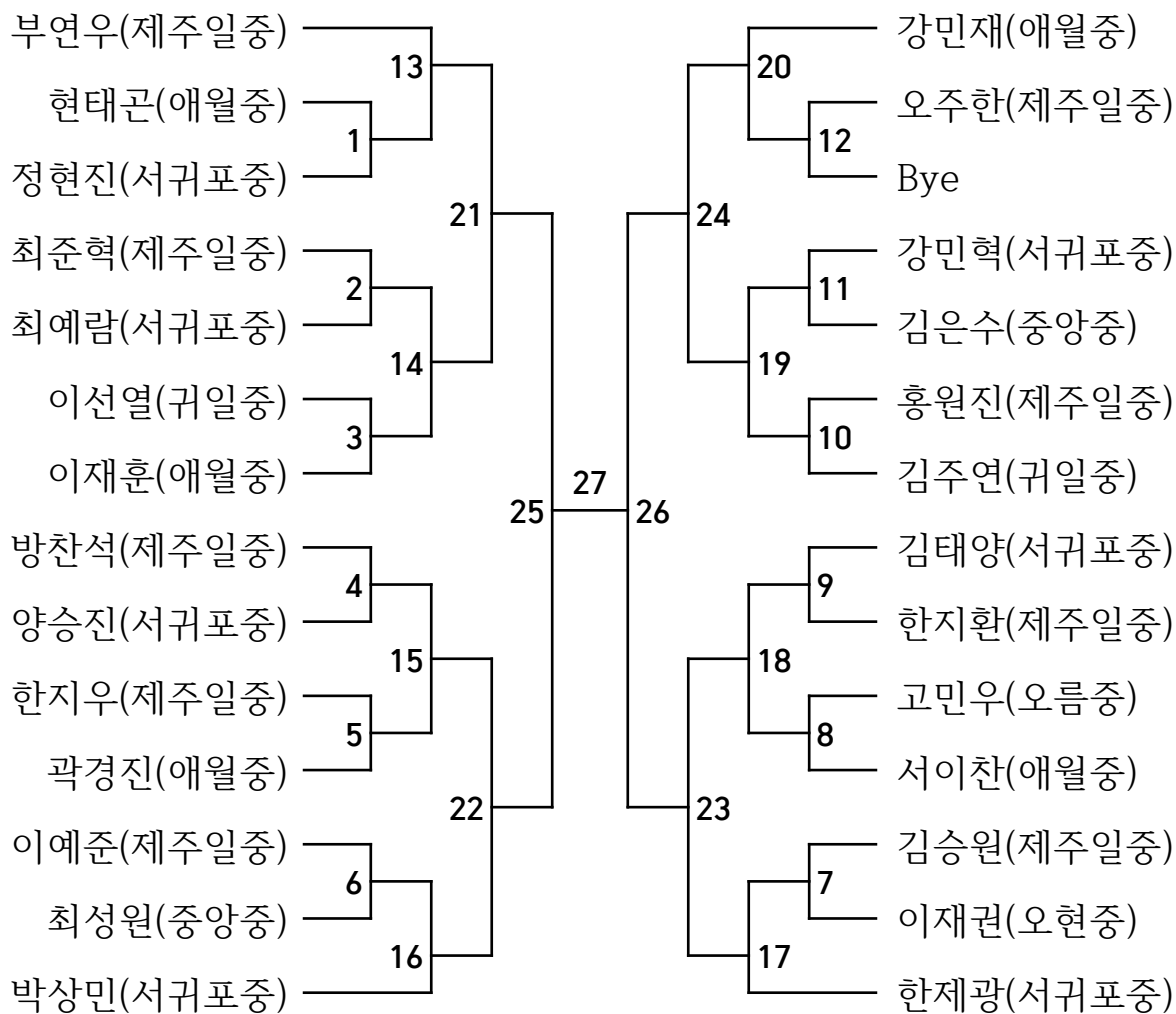 부연우(제주일중)
현태곤(애월중)
정현진(서귀포중)
최준혁(제주일중)
최예람(서귀포중)
이선열(귀일중)
이재훈(애월중)
방찬석(제주일중)
양승진(서귀포중)
한지우(제주일중)
곽경진(애월중)
이예준(제주일중)
최성원(중앙중)
박상민(서귀포중)
1
2
3
4
5
6
13
14
15
16
21
22
25
27
26
24
23
20
19
18
17
12
11
10
9
8
7
강민재(애월중)
오주한(제주일중)
Bye
강민혁(서귀포중)
김은수(중앙중)
홍원진(제주일중)
김주연(귀일중)
김태양(서귀포중)
한지환(제주일중)
고민우(오름중)
서이찬(애월중)
김승원(제주일중)
이재권(오현중)
한제광(서귀포중)